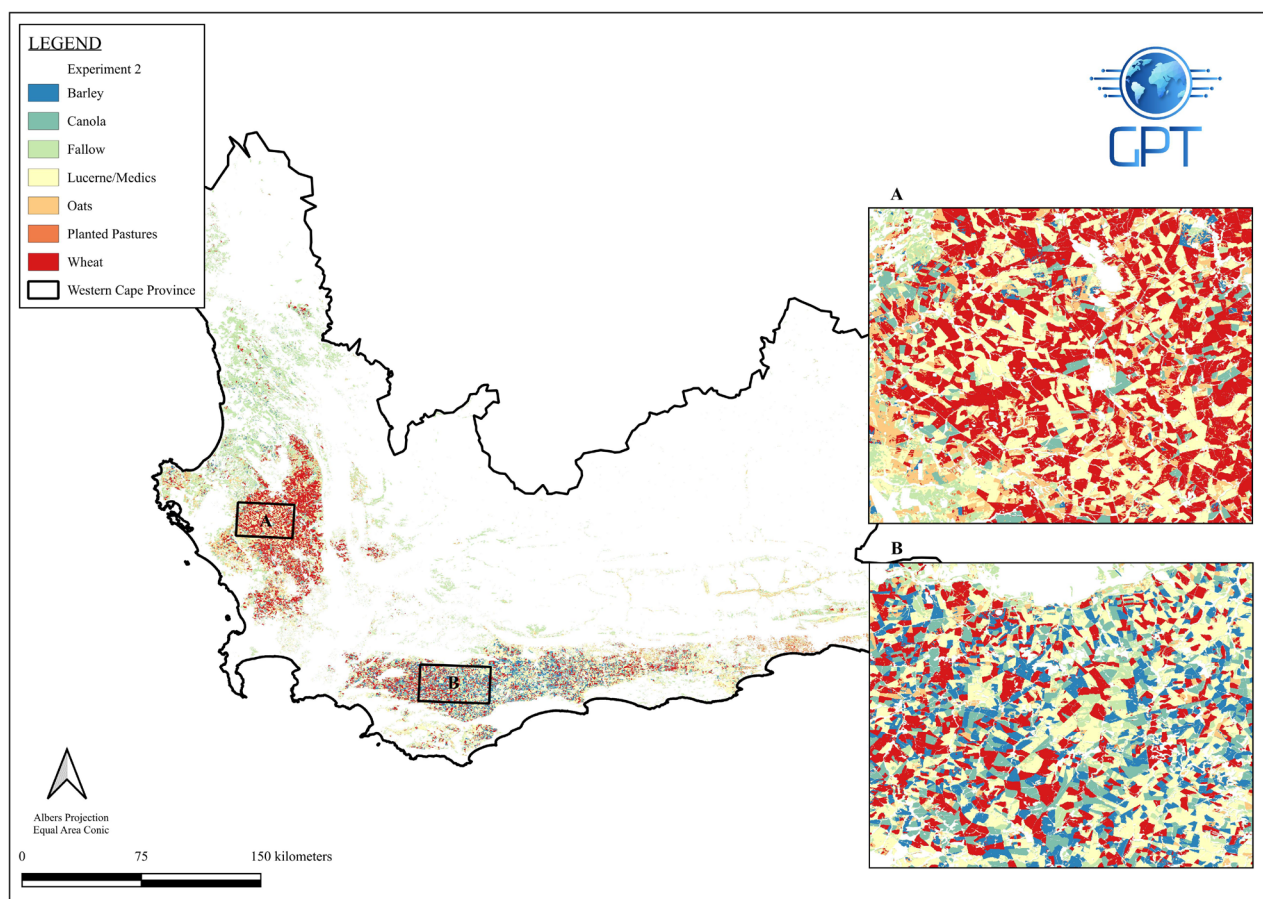 LEGEND
Experiment 2
Barley
Canola
Fallow
Lucerne/Medics
Oats
Planted Pastures
Wheat
Western Cape Province
GPT
A
A
B
B
Albers Projection
Equal Area Conic
0 75 150 kilometers